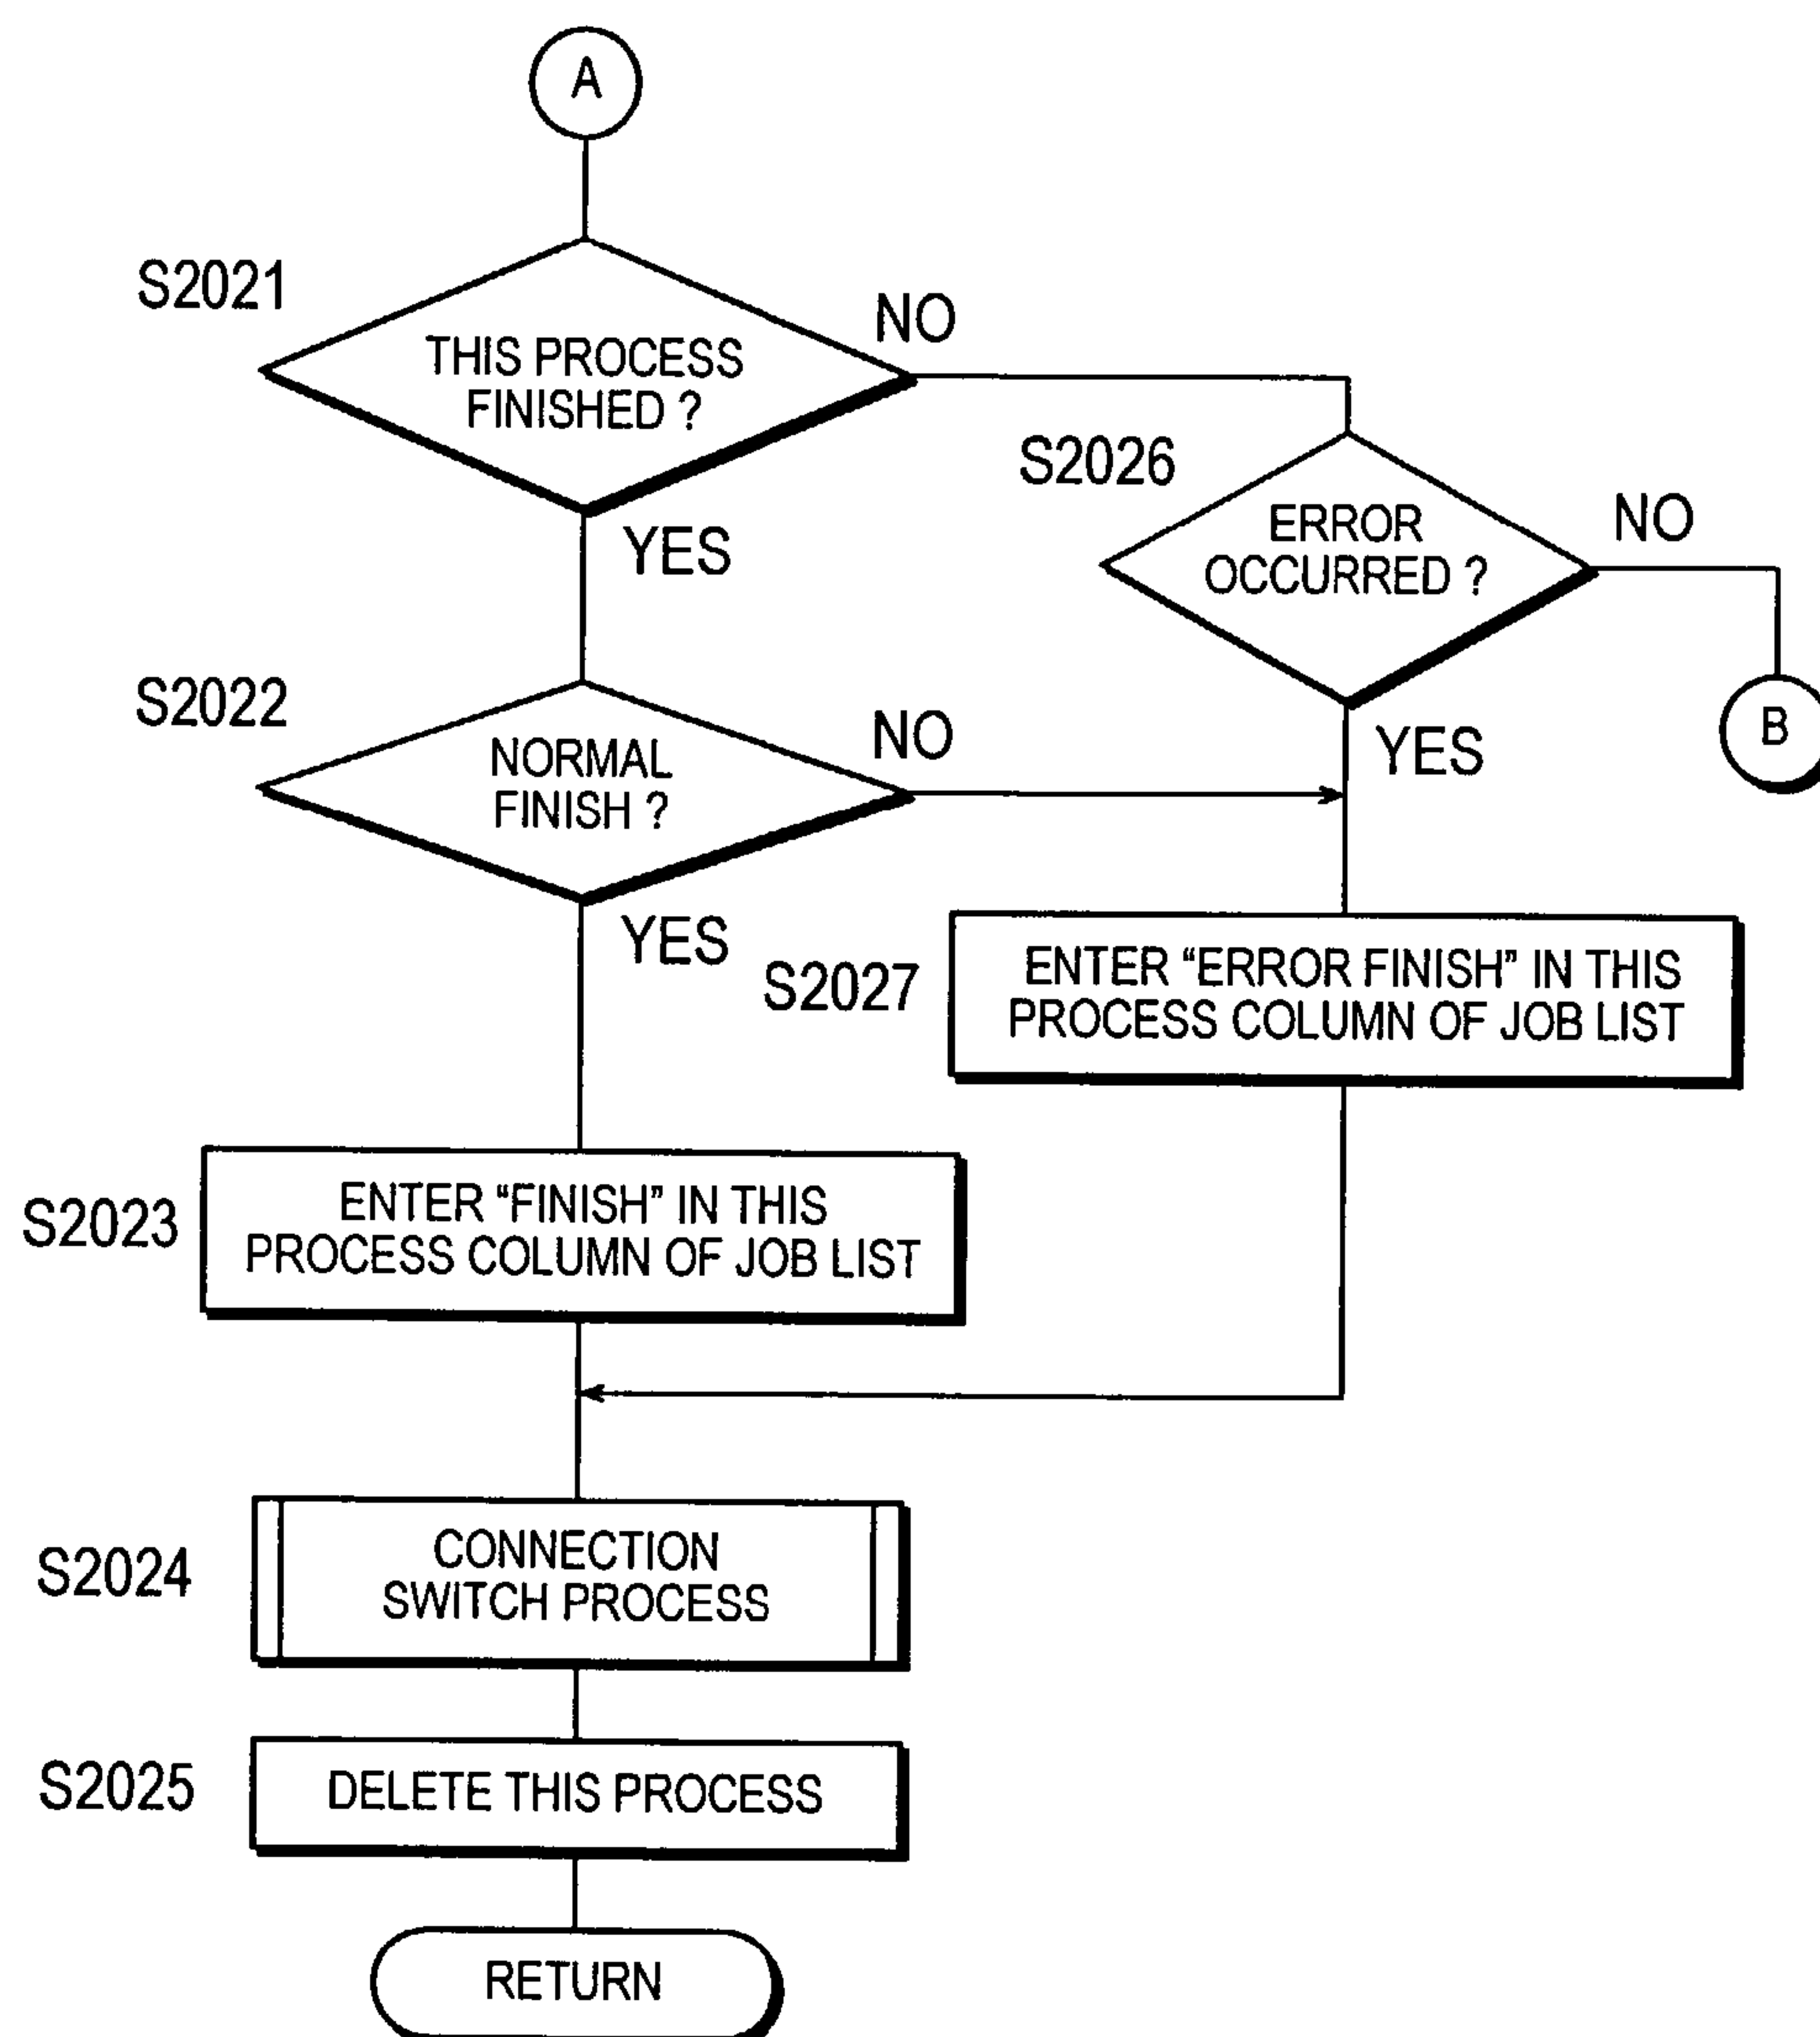 A
S2021
THIS PROCESS
FINISHED ?
NO
YES
S2026
ERROR
OCCURRED ?
NO
YES
B
S2022
NORMAL
FINISH ?
NO
YES
S2027
ENTER “ERROR FINISH” IN THIS
PROCESS COLUMN OF JOB LIST
S2023
ENTER “FINISH” IN THIS
PROCESS COLUMN OF JOB LIST
S2024
CONNECTION
SWITCH PROCESS
S2025
DELETE THIS PROCESS
RETURN